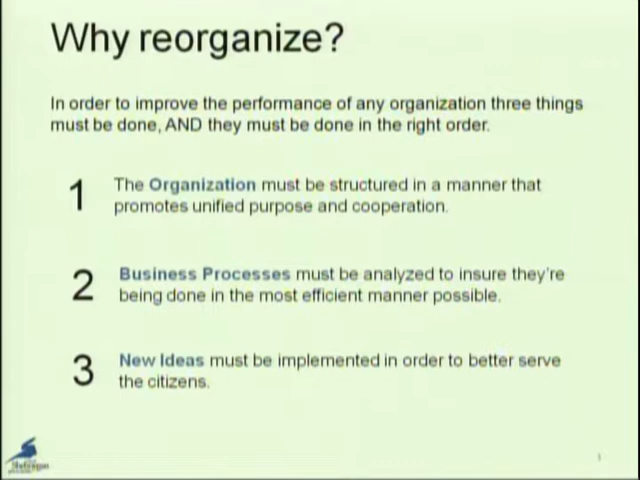 Why reorganize?
In order to improve the performance of any organization three things
must be done, AND they must be done in the right order.
1
The Organization must be structured in a manner that
promotes unified purpose and cooperation.
2
Business Processes must be analyzed to insure they're
being done in the most efficient manner possible.
3
New Ideas must be implemented in order to better serve
the citizens.